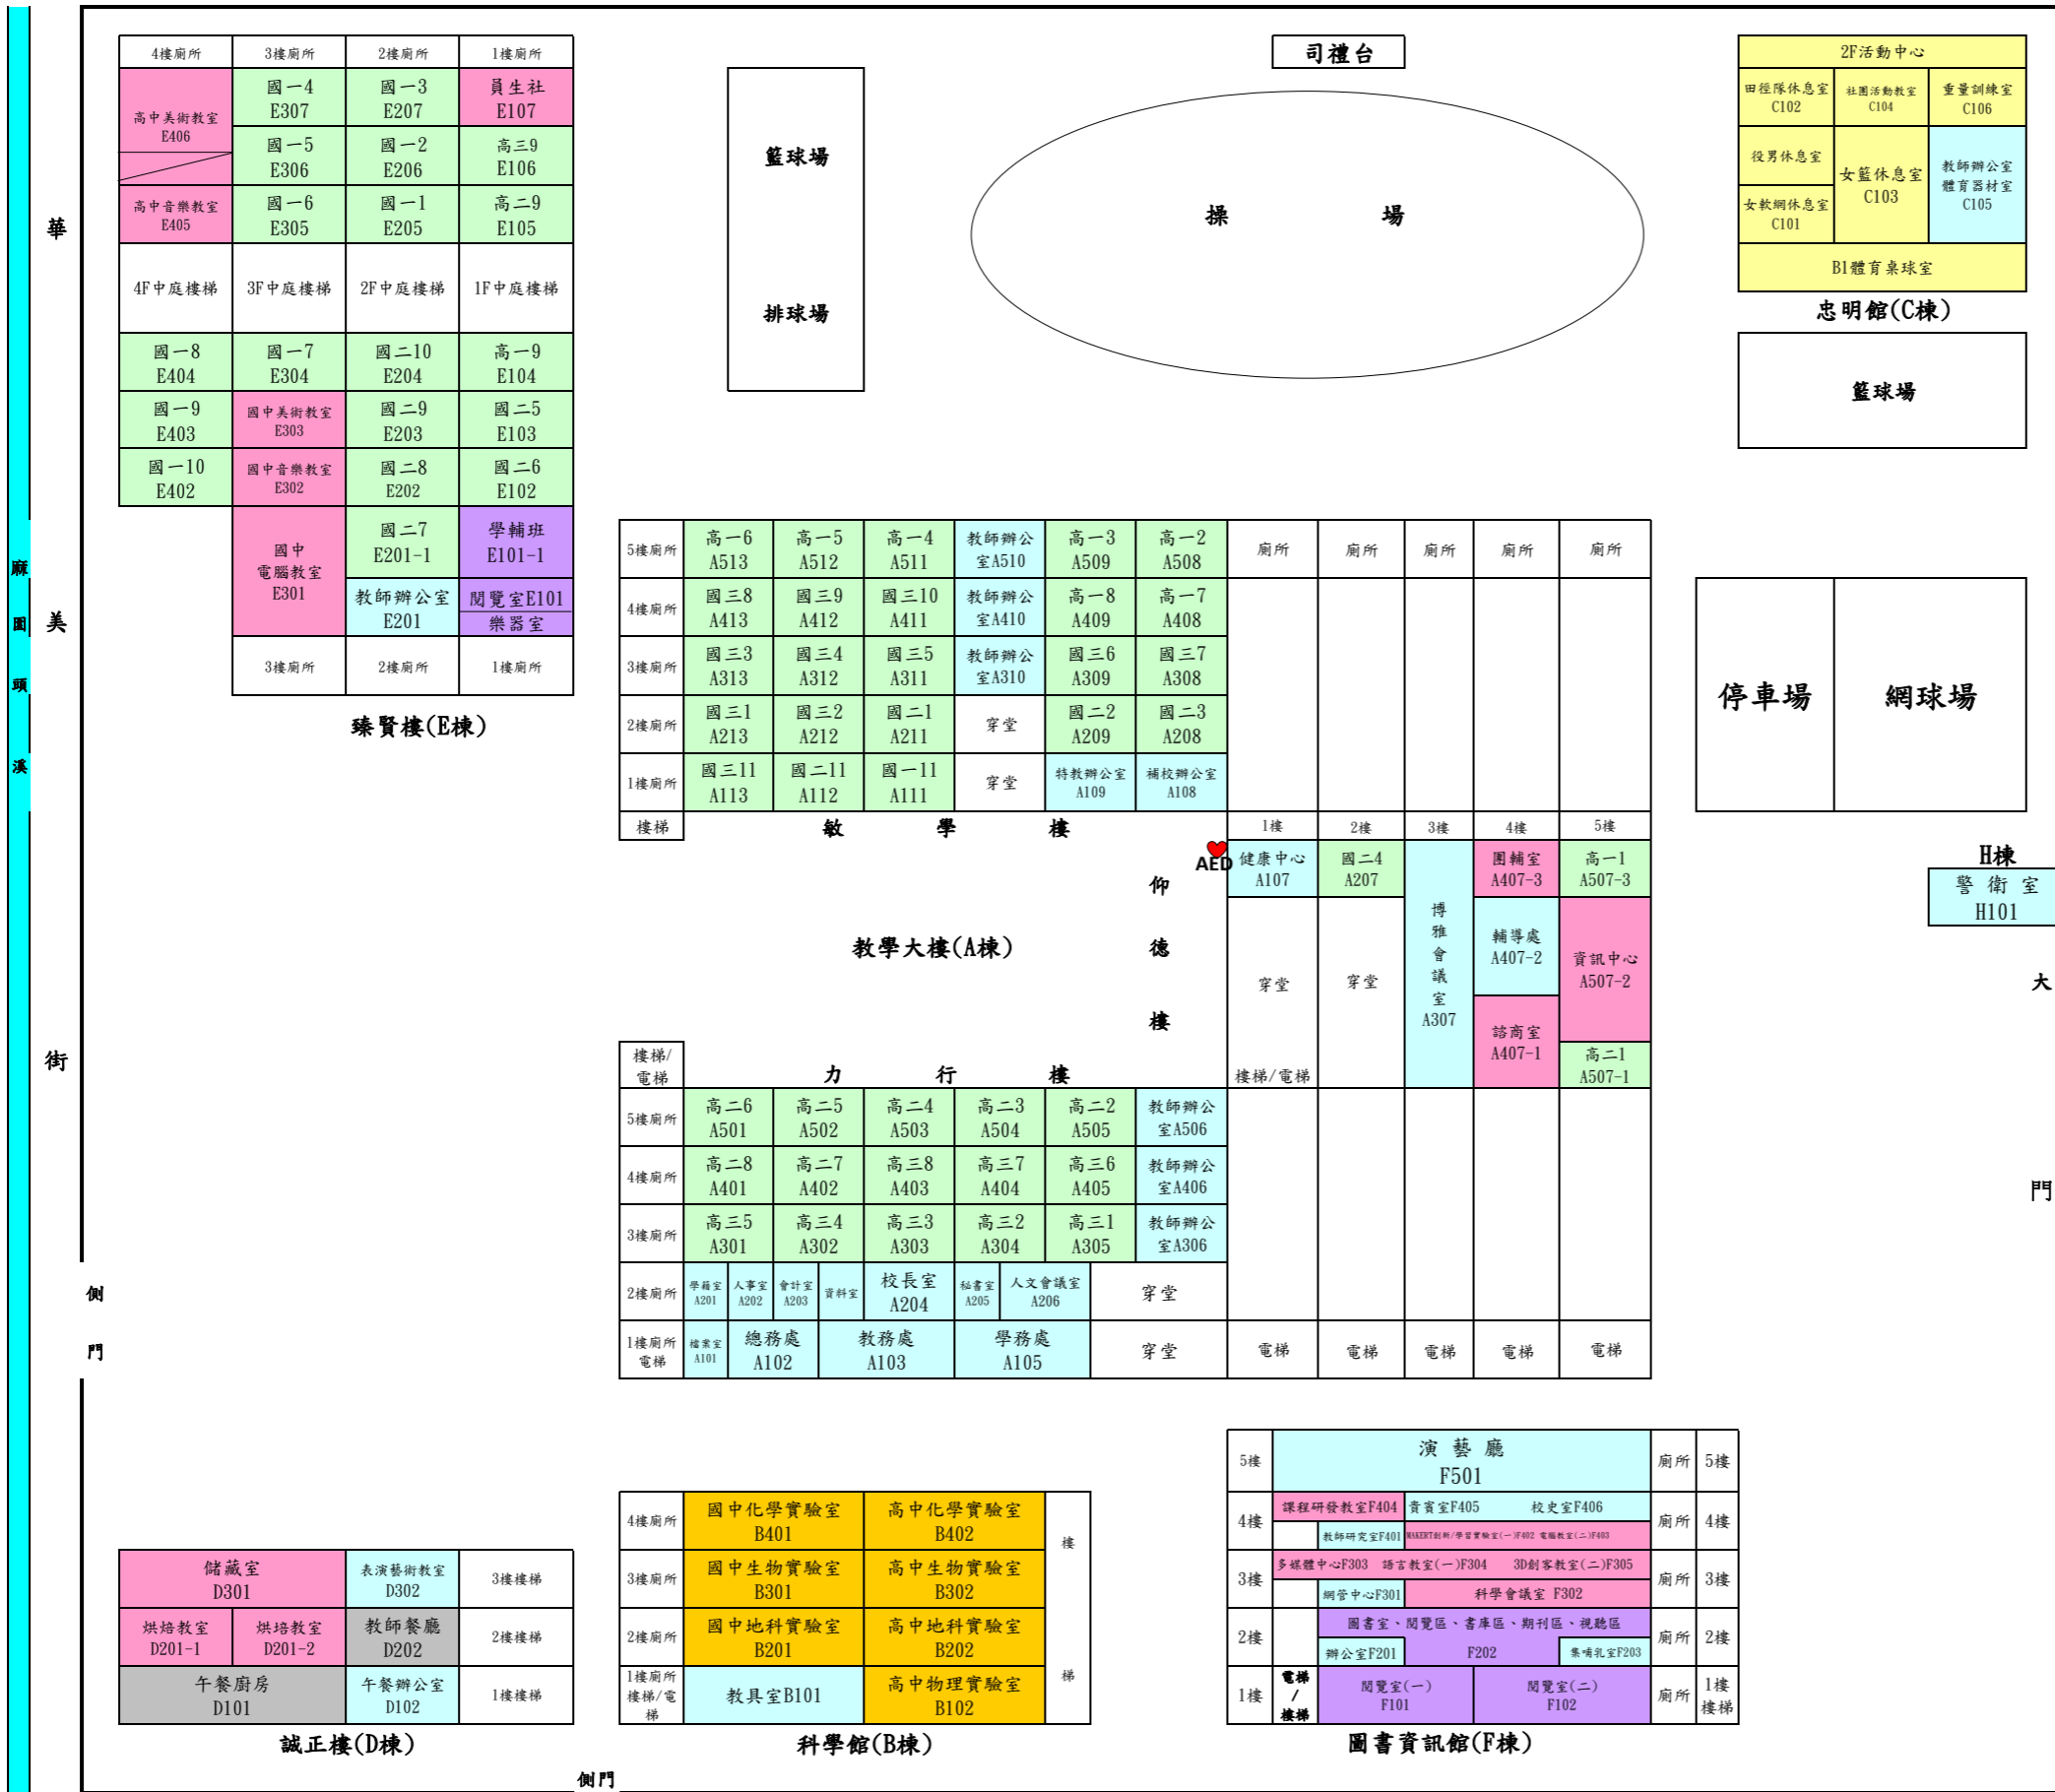 4樓廁所 3樓廁所 2樓廁所 1樓廁所
高中美術教室
E406
國一4
E307
國一3
E207
員生社
E107
國一5
E306
國一2
E206
高三9
E106
高中音樂教室
E405
國一6
E305
國一1
E205
高二9
E105
4F中庭樓梯 3F中庭樓梯 2F中庭樓梯 1F中庭樓梯
國一8
E404
國一7
E304
國二10
E204
高一9
E104
國一9
E403
國中美術教室
E303
國二9
E203
國二5
E103
國一10
E402
國中音樂教室
E302
國二8
E202
國二6
E102
國中
電腦教室
E301
國二7
E201-1
學輔班
E101-1
教師辦公室
E201
閱覽室E101
樂器室
3樓廁所 2樓廁所 1樓廁所
臻賢樓(E棟)
華
美
街
麻
園
頭
溪
籃球場
排球場
司禮台
操 場
2F活動中心
田徑隊休息室
C102
社團活動教室
C104
重量訓練室
C106
役男休息室
女籃休息室
C103
教師辦公室
體育器材室
C105
女軟網休息室
C101
B1體育桌球室
忠明館(C棟)
籃球場
停車場 網球場
H棟
警 衛 室
H101
大
門
5樓廁所
高一6
A513
高一5
A512
高一4
A511
教師辦公
室A510
高一3
A509
高一2
A508
廁所 廁所 廁所 廁所 廁所
4樓廁所
國三8
A413
國三9
A412
國三10
A411
教師辦公
室A410
高一8
A409
高一7
A408
3樓廁所
國三3
A313
國三4
A312
國三5
A311
教師辦公
室A310
國三6
A309
國三7
A308
2樓廁所
國三1
A213
國三2
A212
國二1
A211
穿堂
國二2
A209
國二3
A208
1樓廁所
國三11
A113
國二11
A112
國一11
A111
穿堂
特教辦公室
A109
補校辦公室
A108
樓梯
敏 學 樓
1樓 2樓 3樓 4樓 5樓
AED
健康中心
A107
國二4
A207
博
雅
會
議
室
A307
團輔室
A407-3
高一1
A507-3
輔導處
A407-2
資訊中心
A507-2
穿堂 穿堂
諮商室
A407-1
高二1
A507-1
樓梯/電梯
仰
德
樓
教學大樓(A棟)
樓梯/
電梯
力 行 樓
5樓廁所
高二6
A501
高二5
A502
高二4
A503
高二3
A504
高二2
A505
教師辦公
室A506
4樓廁所
高二8
A401
高二7
A402
高三8
A403
高三7
A404
高三6
A405
教師辦公
室A406
3樓廁所
高三5
A301
高三4
A302
高三3
A303
高三2
A304
高三1
A305
教師辦公
室A306
2樓廁所
學籍室
A201
人事室
A202
會計室
A203
資料室
校長室
A204
秘書室
A205
人文會議室
A206
穿堂
1樓廁所
電梯
檔案室
A101
總務處
A102
教務處
A103
學務處
A105
穿堂
電梯 電梯 電梯 電梯 電梯
側
門
儲藏室
D301
表演藝術教室
D302
3樓樓梯
烘焙教室
D201-1
烘培教室
D201-2
教師餐廳
D202
2樓樓梯
午餐廚房
D101
午餐辦公室
D102
1樓樓梯
誠正樓(D棟)
4樓廁所
國中化學實驗室
B401
高中化學實驗室
B402
3樓廁所
國中生物實驗室
B301
高中生物實驗室
B302
2樓廁所
國中地科實驗室
B201
高中地科實驗室
B202
1樓廁所
樓梯/電
梯
教具室B101
高中物理實驗室
B102
樓
梯
科學館(B棟)
側門
5樓
演 藝 廳
F501
廁所 5樓
4樓
課程研發教室F404 貴賓室F405 校史室F406
教師研究室F401 MAKERT創新/學習實驗室(一)F402 電腦教室(二)F403
廁所 4樓
3樓
多媒體中心F303 語言教室(一)F304 3D創客教室(二)F305
網管中心F301 科學會議室 F302
廁所 3樓
2樓
圖書室、閱覽區、書庫區、期刊區、視聽區
辦公室F201 F202 集哺乳室F203
廁所 2樓
1樓
電梯
/
樓梯
閱覽室(一)
F101
閱覽室(二)
F102
廁所
1樓
樓梯
圖書資訊館(F棟)